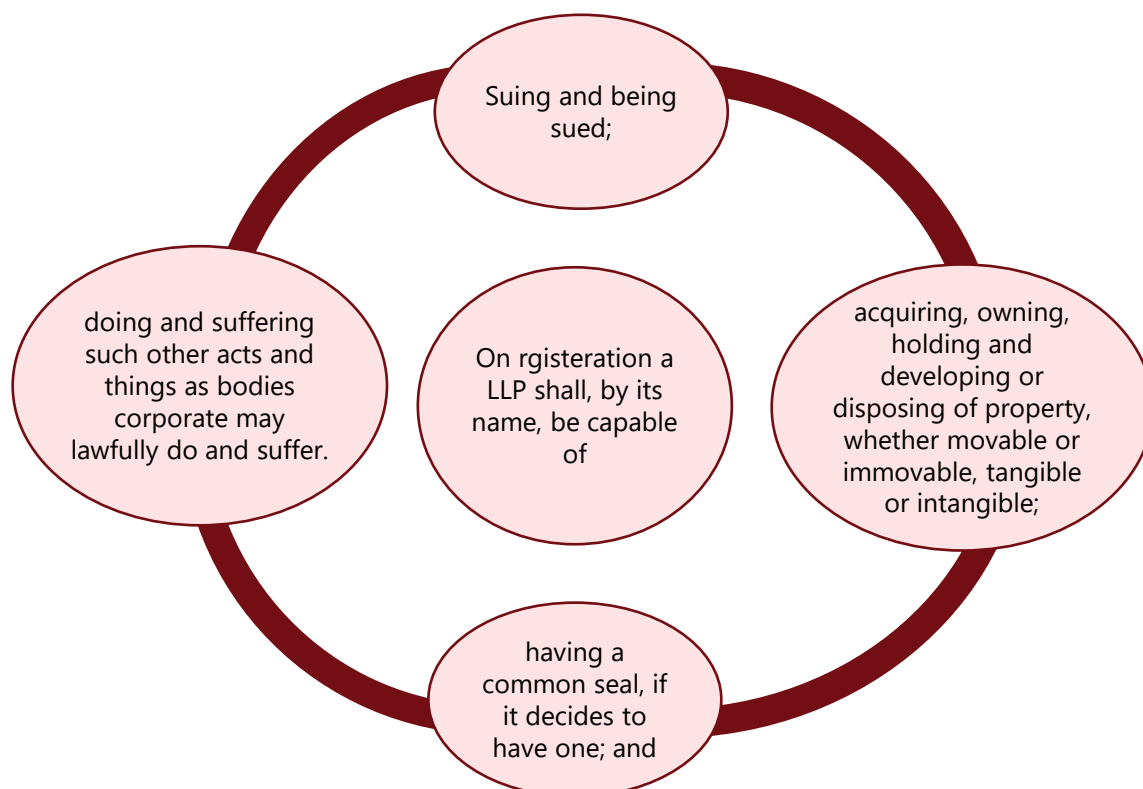 Suing and being
sued;
acquiring, owning,
holding and
developing or
disposing of property,
whether movable or
immovable, tangible
or intangible;
having a
common seal, if
it decides to
have one; and
doing and suffering
such other acts and
things as bodies
corporate may
lawfully do and suffer.
On rgisteration a
LLP shall, by its
name, be capable
of